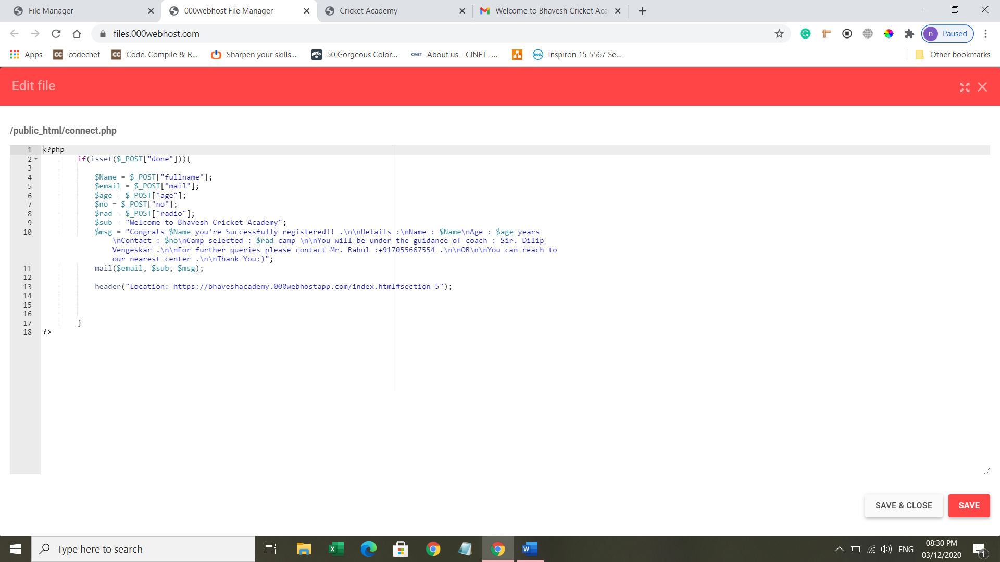 File Manager
000webhost File Manager
Cricket Academy
Welcome to Bhavesh Cricket Aca
files.000webhost.com
n Paused
Apps
CC codechef
CC Code, Compile & R...
Sharpen your skills...
50 Gorgeous Color...
CINET About us - CINET -...
DELL Inspiron 15 5567 Se...
Other bookmarks
Edit file
/public_html/connect.php
1 <?php
2 if(isset($_POST["done"])){
3
4 $Name = $_POST["fullname"];
5 $email = $_POST["mail"];
6 $age = $_POST["age"];
7 $no = $_POST["no"];
8 $rad = $_POST["radio"];
9 $sub = "Welcome to Bhavesh Cricket Academy";
10 $msg = "Congrats $Name you're Successfully registered!! .\n\nDetails :\nName : $Name\nAge : $age years
\nContact : $no\nCamp selected : $rad camp \n\nYou will be under the guidance of coach : Sir. Dilip
Vengeskar .\n\nFor further queries please contact Mr. Rahul :+917055667554 .\n\nOR\n\nYou can reach to
our nearest center .\n\nThank You:)";
11 mail($email, $sub, $msg);
12
13 header("Location: https://bhaveshacademy.000webhostapp.com/index.html#section-5");
14
15
16
17 }
18 ?>
SAVE & CLOSE
SAVE
Type here to search
ENG
08:30 PM
03/12/2020
1